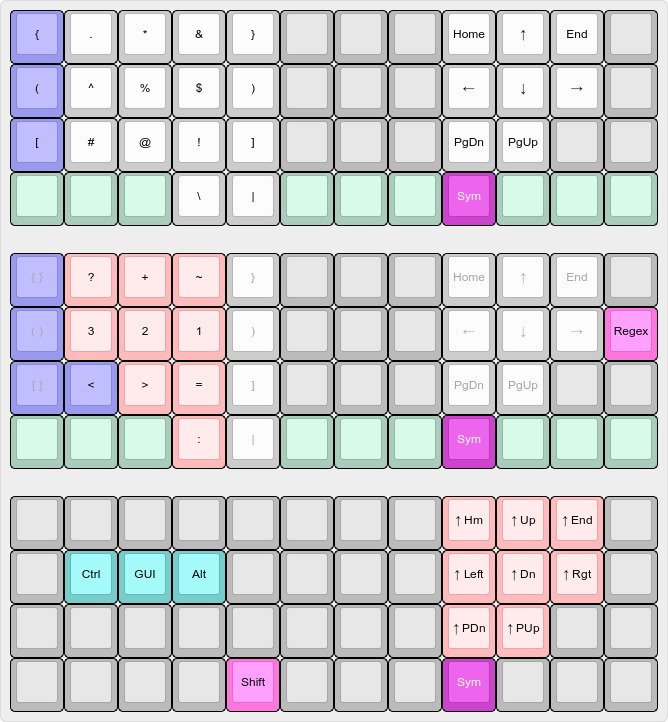 { . * & } Home ↑ End
( ^ % $ ) ← ↓ →
[ # @ ! ] PgDn PgUp
\ | Sym
{ } ? + ~ } Home ↑ End
( ) 3 2 1 ) ← ↓ → Regex
[ ] < > = ] PgDn PgUp
: | Sym
↑ Hm ↑ Up ↑ End
Ctrl GUI Alt ↑ Left ↑ Dn ↑ Rgt
↑ PDn ↑ PUp
Shift Sym